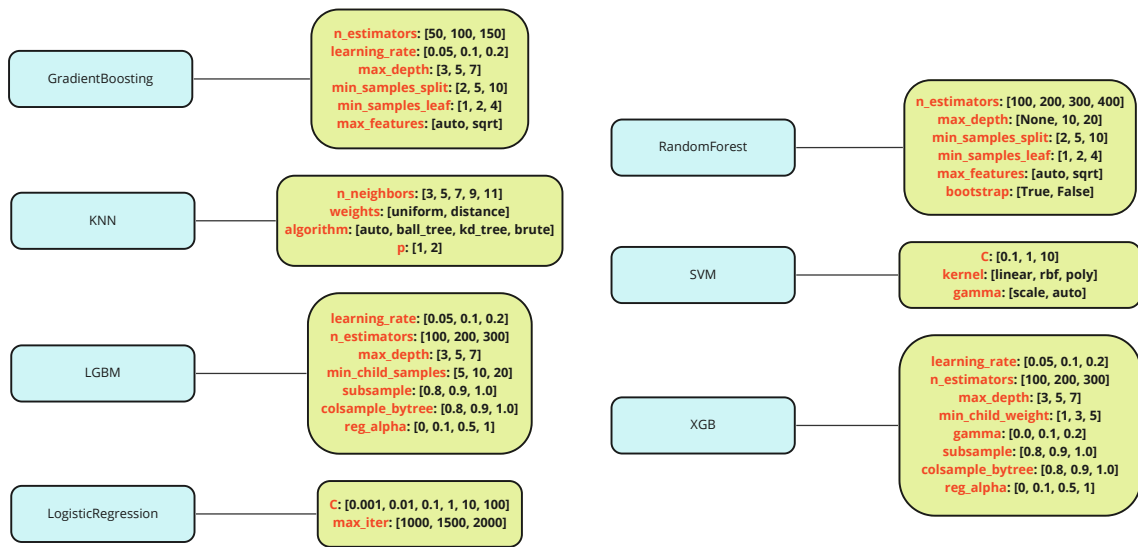 GradientBoosting
n_estimators: [50, 100, 150]
learning_rate: [0.05, 0.1, 0.2]
max_depth: [3, 5, 7]
min_samples_split: [2, 5, 10]
min_samples_leaf: [1, 2, 4]
max_features: [auto, sqrt]
KNN
n_neighbors: [3, 5, 7, 9, 11]
weights: [uniform, distance]
algorithm: [auto, ball_tree, kd_tree, brute]
p: [1, 2]
LGBM
learning_rate: [0.05, 0.1, 0.2]
n_estimators: [100, 200, 300]
max_depth: [3, 5, 7]
min_child_samples: [5, 10, 20]
subsample: [0.8, 0.9, 1.0]
colsample_bytree: [0.8, 0.9, 1.0]
reg_alpha: [0, 0.1, 0.5, 1]
LogisticRegression
C: [0.001, 0.01, 0.1, 1, 10, 100]
max_iter: [1000, 1500, 2000]
RandomForest
n_estimators: [100, 200, 300, 400]
max_depth: [None, 10, 20]
min_samples_split: [2, 5, 10]
min_samples_leaf: [1, 2, 4]
max_features: [auto, sqrt]
bootstrap: [True, False]
SVM
C: [0.1, 1, 10]
kernel: [linear, rbf, poly]
gamma: [scale, auto]
XGB
learning_rate: [0.05, 0.1, 0.2]
n_estimators: [100, 200, 300]
max_depth: [3, 5, 7]
min_child_weight: [1, 3, 5]
gamma: [0.0, 0.1, 0.2]
subsample: [0.8, 0.9, 1.0]
colsample_bytree: [0.8, 0.9, 1.0]
reg_alpha: [0, 0.1, 0.5, 1]